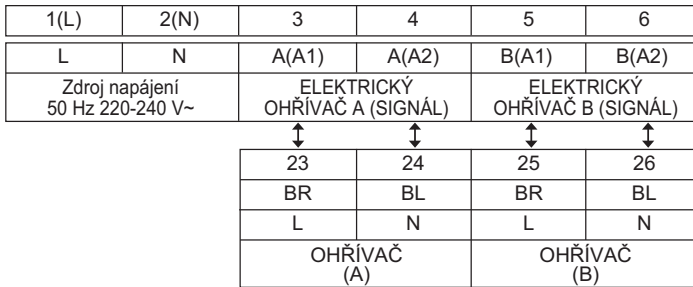 1(L) 2(N) 3 4 5 6
L N A(A1) A(A2) B(A1) B(A2)
Zdroj napájení ELEKTRICKÝ ELEKTRICKÝ
50 Hz 220-240 V~ OHŘÍVAČ A (SIGNÁL) OHŘÍVAČ B (SIGNÁL)
23 24 25 26
BR BL BR BL
L N L N
OHŘÍVAČ OHŘÍVAČ
(A) (B)